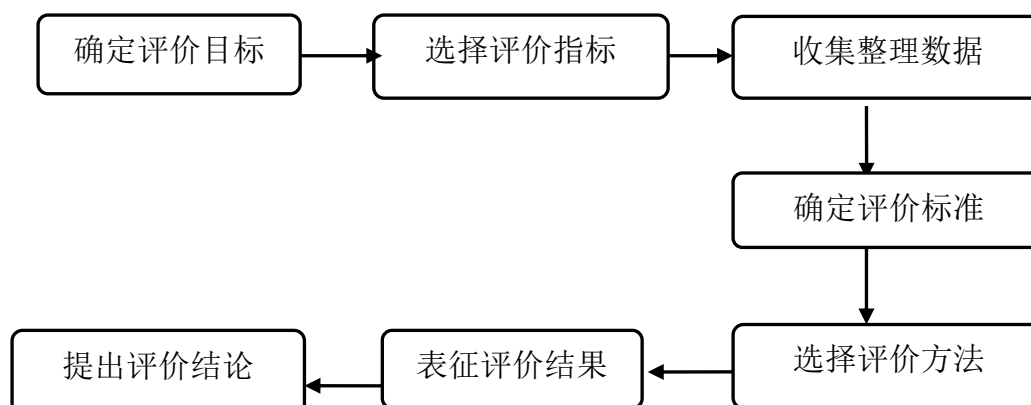 确定评价目标
选择评价指标
收集整理数据
确定评价标准
选择评价方法
表征评价结果
提出评价结论